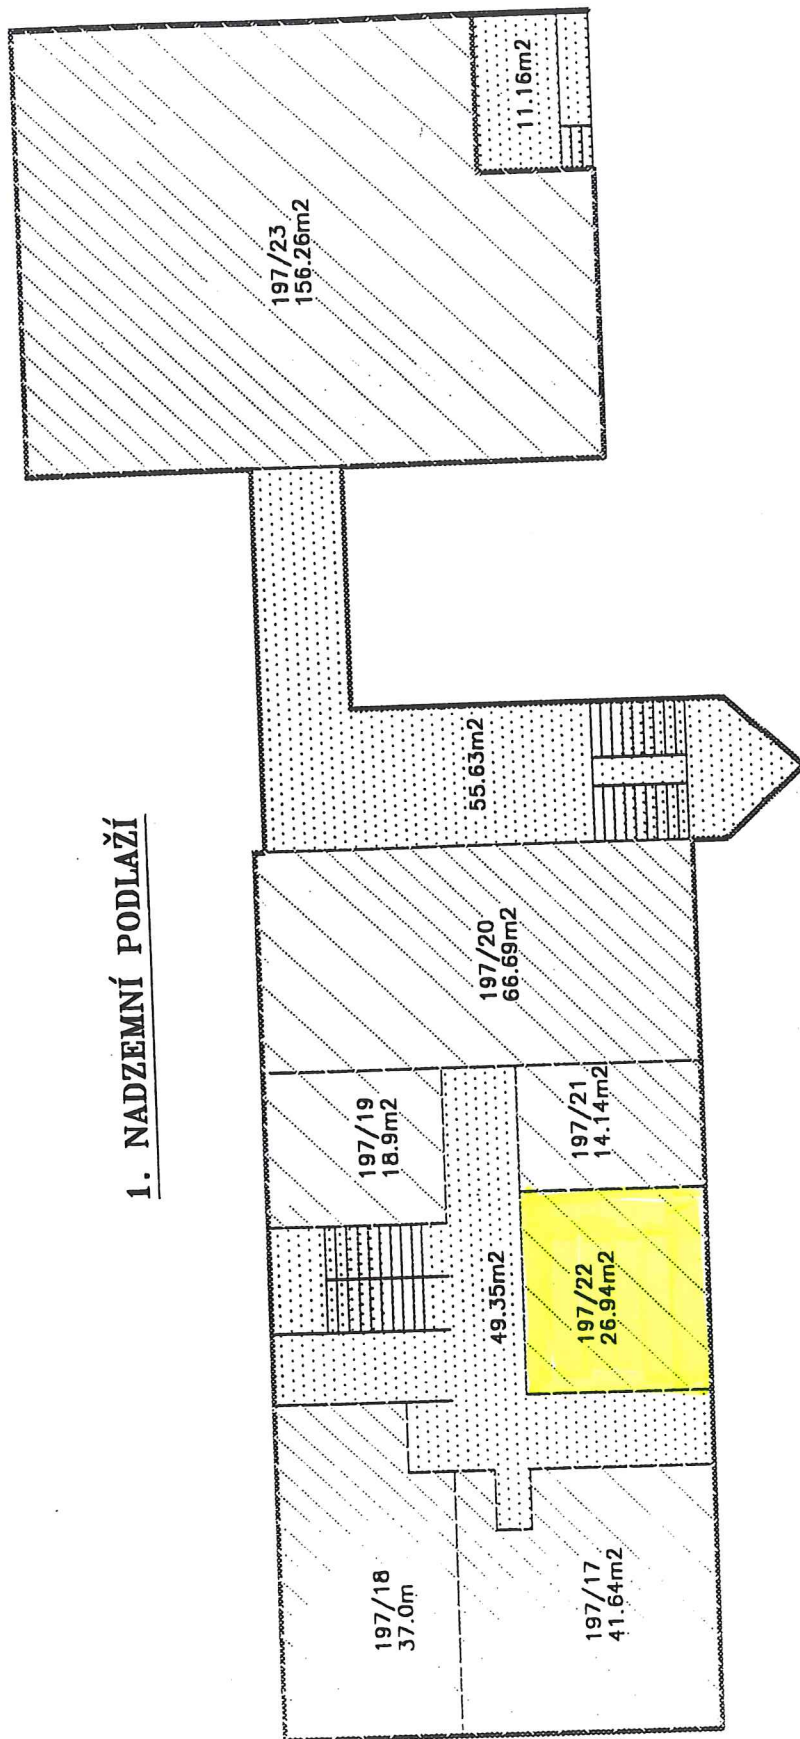 1. NADZEMNÍ PODLAŽÍ
197/18
37.0m
197/19
18.9m2
197/23
156.26m2
11.16m2
49.35m2
197/20
66.69m2
55.63m2
197/17
41.64m2
197/22
26.94m2
197/21
14.14m2